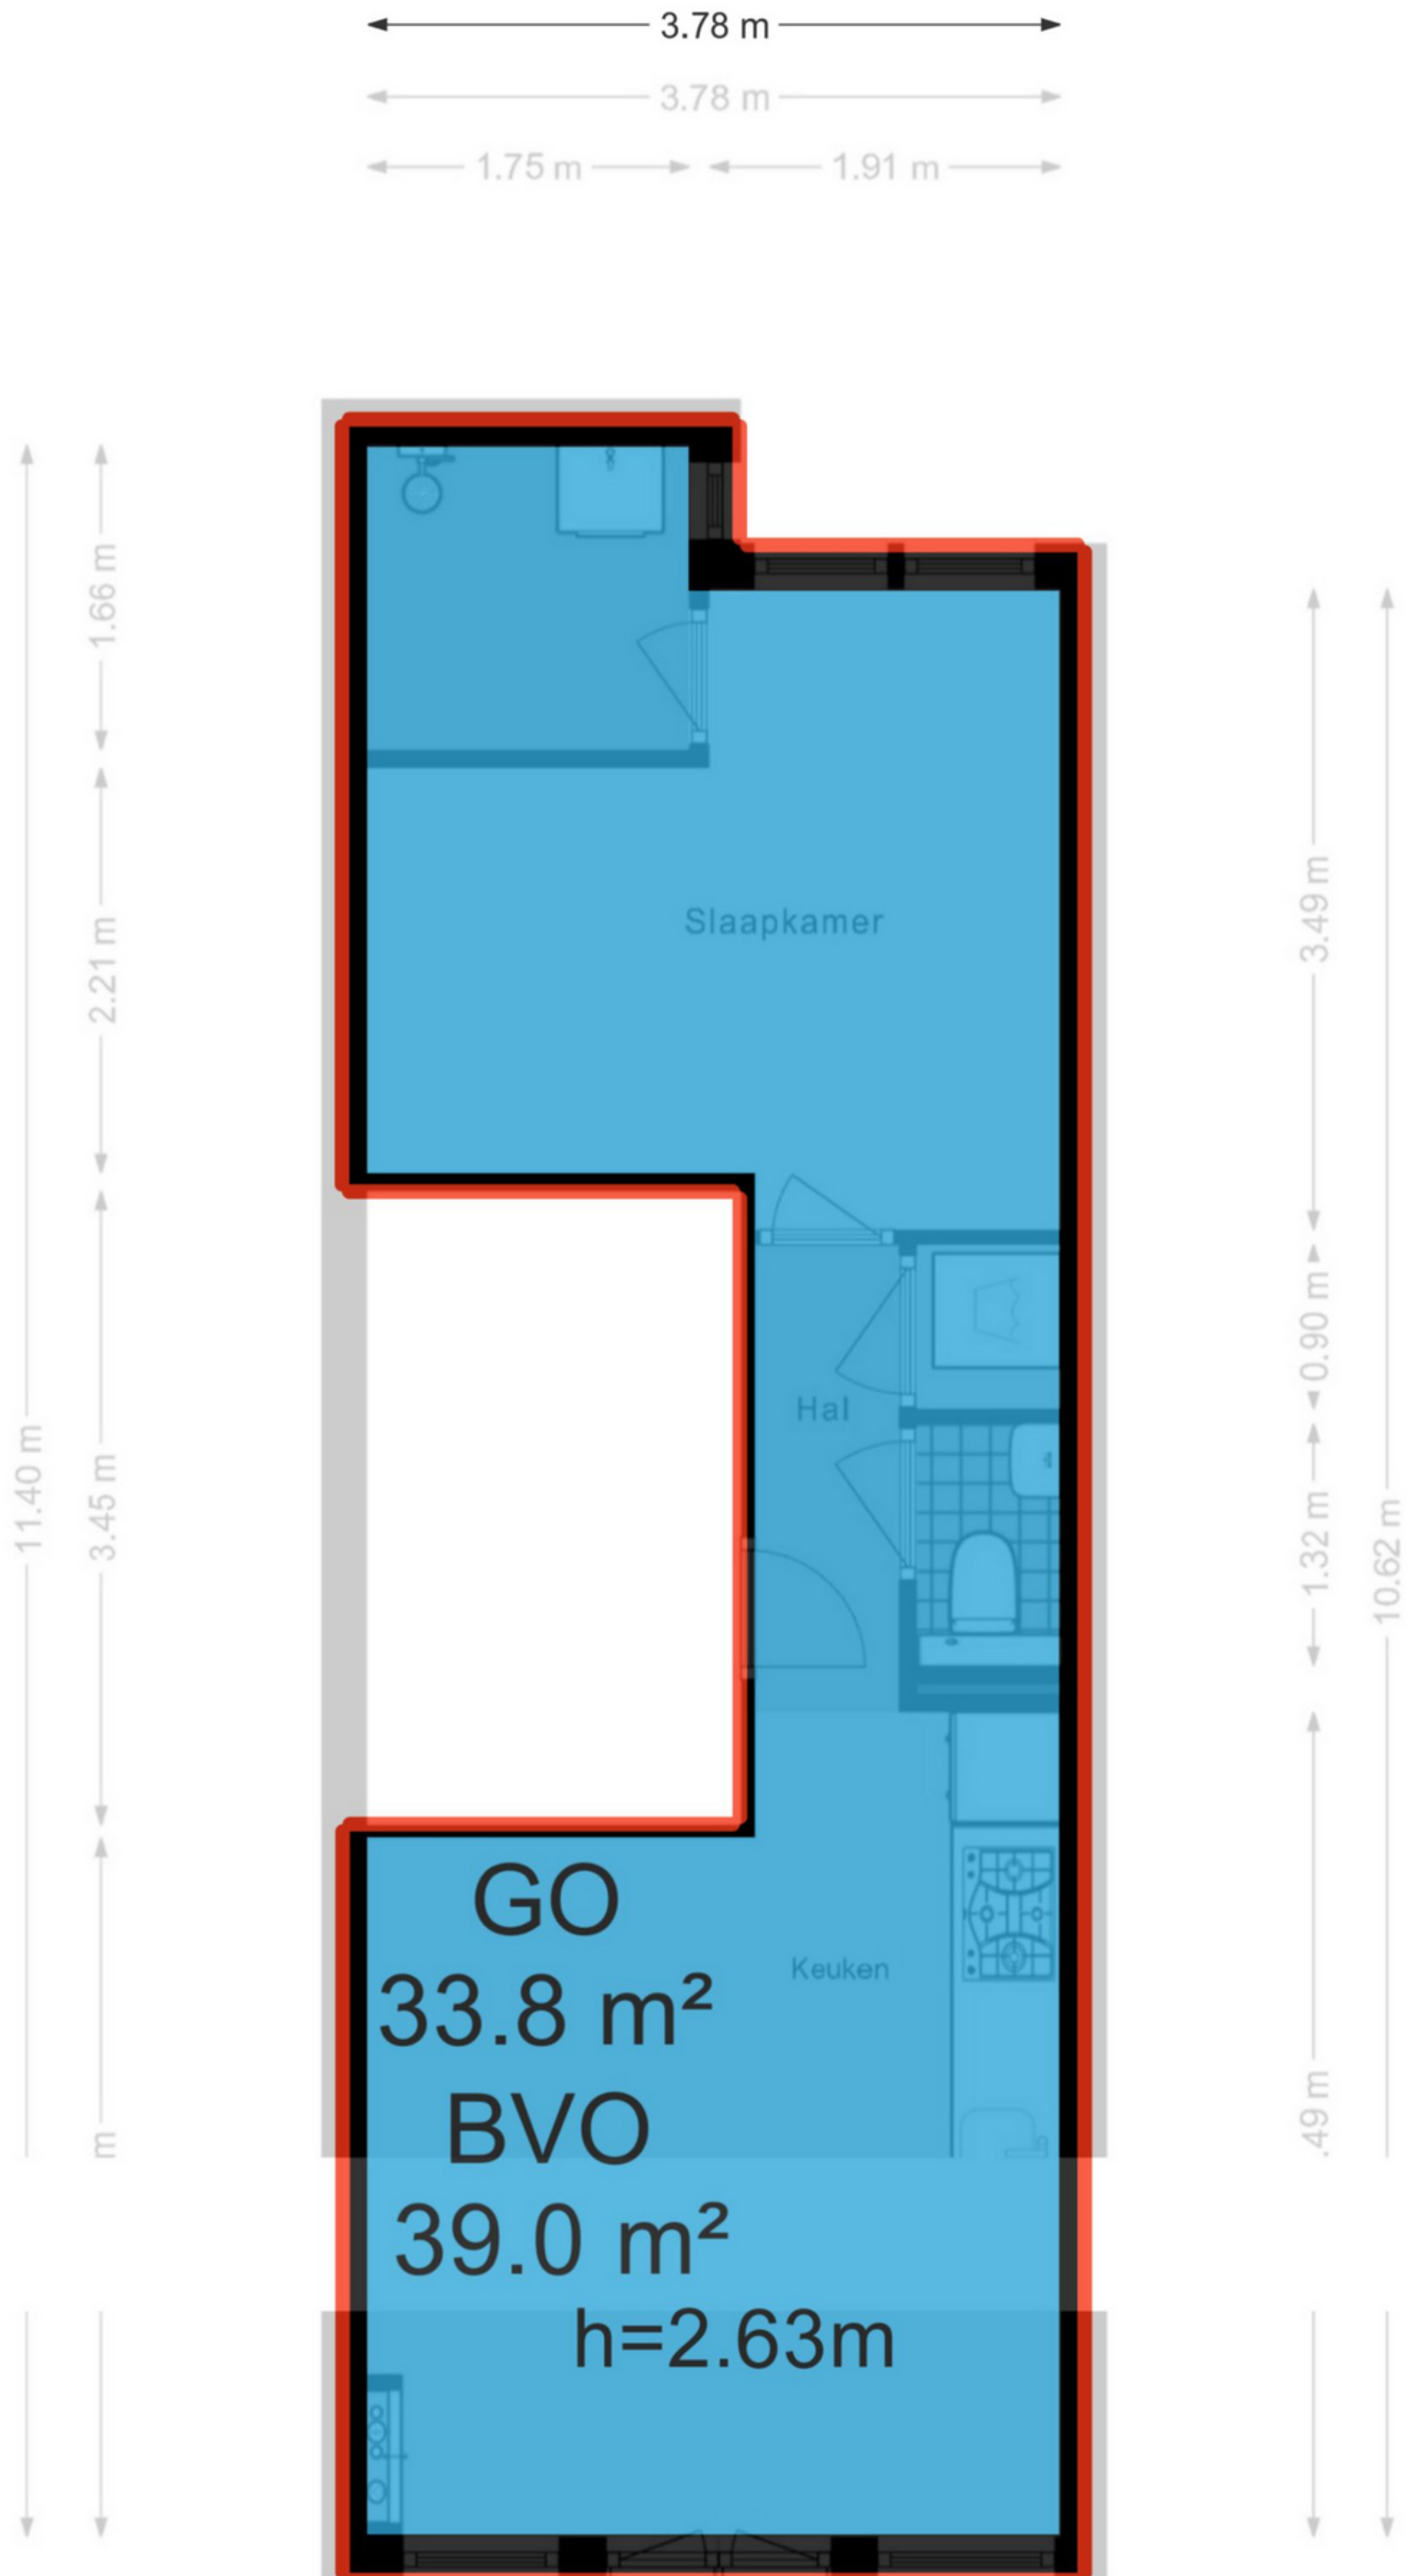 3.78 m
3.78 m
1.75 m
1.91 m
1.66 m
2.21 m
3.45 m
11.40 m
m
Slaapkamer
3.49 m
0.90 m
Hal
1.32 m
10.62 m
.49 m
Keuken
GO
33.8 m²
BVO
39.0 m²
h=2.63m